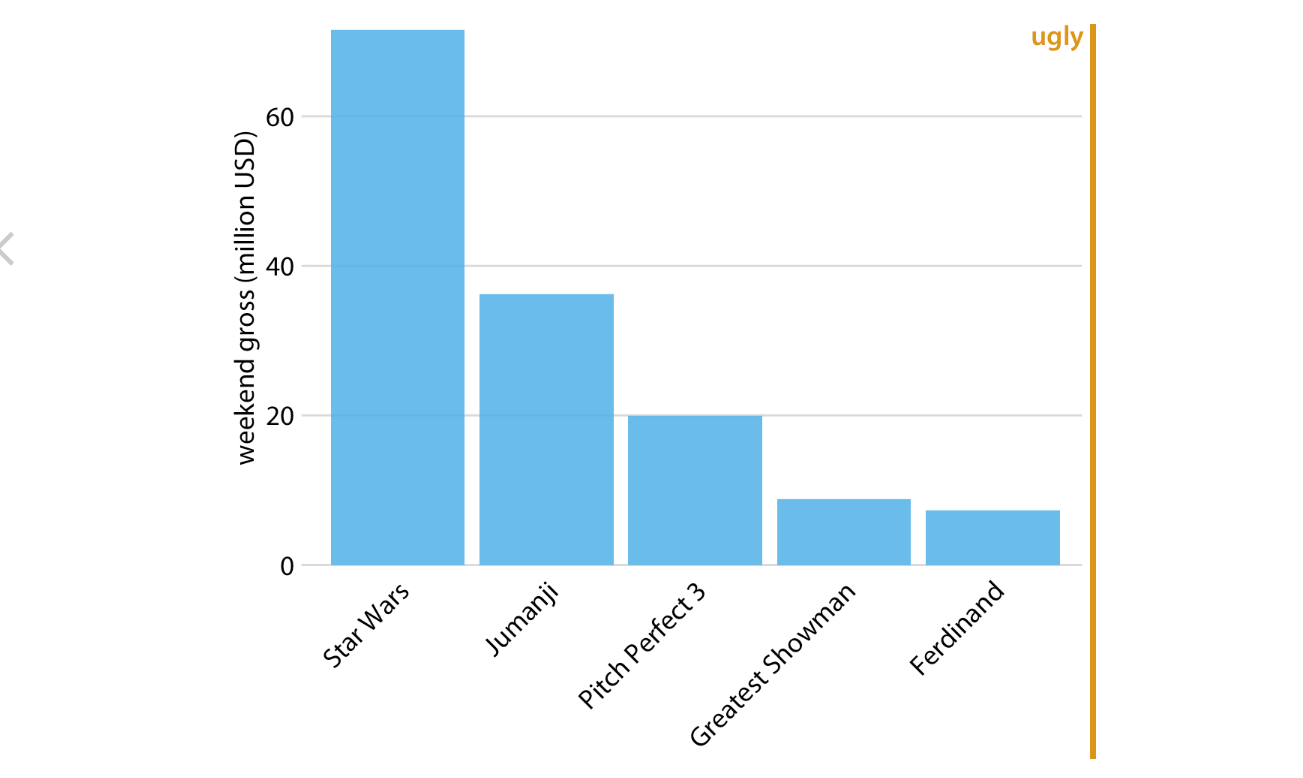 ugly
weekend gross (million USD)
60
40
20
0
Star Wars
Jumanji
Pitch Perfect 3
Greatest Showman
Ferdinand